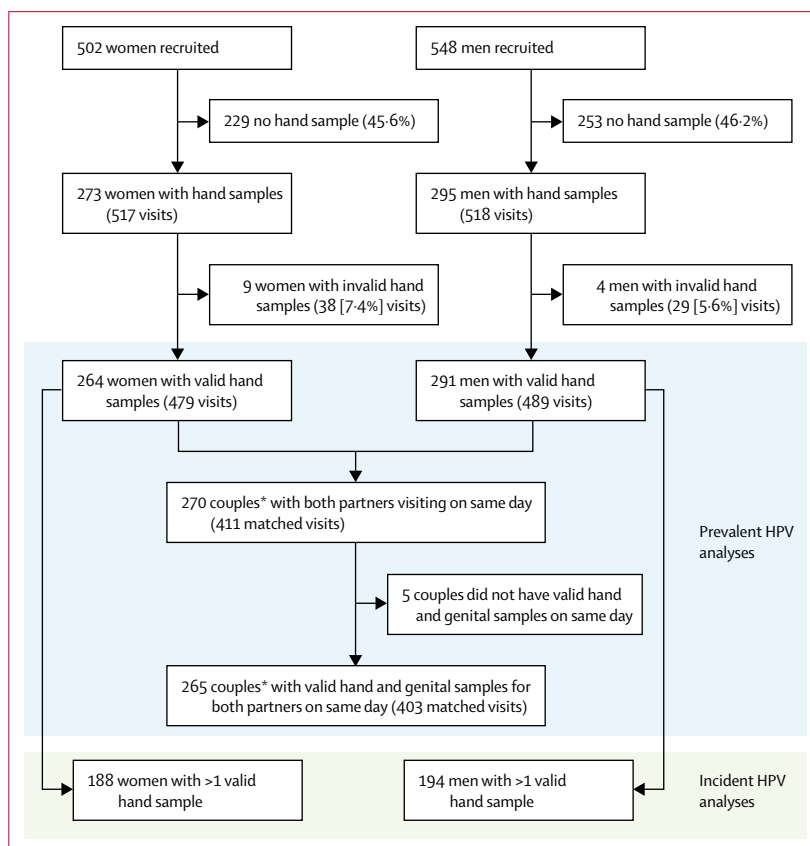 502 women recruited
548 men recruited
229 no hand sample (45·6%)
253 no hand sample (46·2%)
273 women with hand samples
(517 visits)
295 men with hand samples
(518 visits)
9 women with invalid hand
samples (38 [7·4%] visits)
4 men with invalid hand
samples (29 [5·6%] visits)
264 women with valid hand
samples (479 visits)
291 men with valid hand
samples (489 visits)
270 couples* with both partners visiting on same day
(411 matched visits)
Prevalent HPV
analyses
5 couples did not have valid hand
and genital samples on same day
265 couples* with valid hand and genital samples for
both partners on same day (403 matched visits)
188 women with >1 valid
hand sample
194 men with >1 valid
hand sample
Incident HPV
analyses